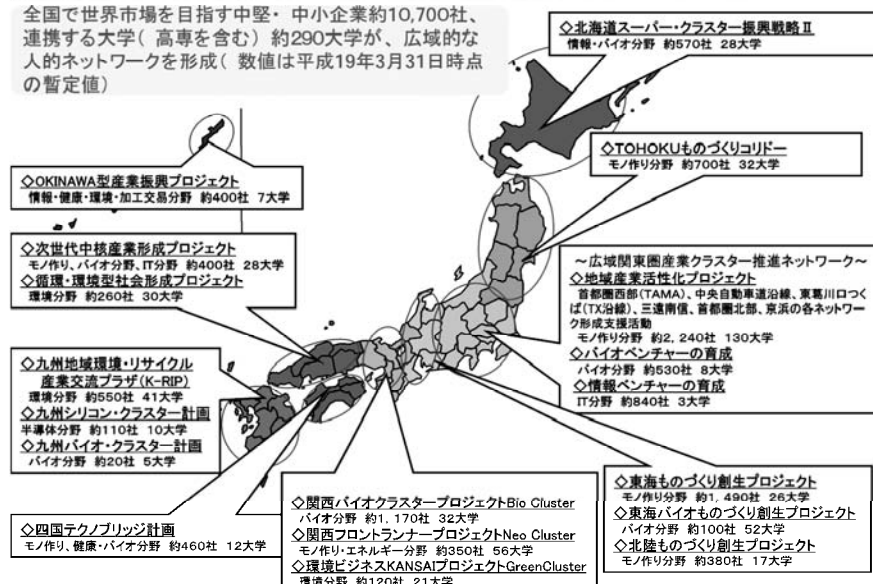 全国で世界市場を目指す中堅・中小企業約10,700社、
連携する大学(高専を含む)約290大学が、広域的な
人的ネットワークを形成(数値は平成19年3月31日時点
の暫定値)
◇北海道スーパー・クラスター振興戦略Ⅱ
情報・バイオ分野 約570社 28大学
◇TOHOKUものづくりコリドー
モノ作り分野 約700社 32大学
◇OKINAWA型産業振興プロジェクト
情報・健康・環境・加工交易分野 約400社 7大学
◇次世代中核産業形成プロジェクト
モノ作り、バイオ分野、IT分野 約400社 28大学
◇循環・環境型社会形成プロジェクト
環境分野 約260社 30大学
~広域関東圏産業クラスター推進ネットワーク~
◇地域産業活性化プロジェクト
首都圏西部(TAMA)、中央自動車道沿線、東葛川口つく
ば(TX沿線)、三遠南信、首都圏北部、京浜の各ネットワー
ク形成支援活動
モノ作り分野 約2,240社 130大学
◇バイオベンチャーの育成
バイオ分野 約530社 8大学
◇情報ベンチャーの育成
IT分野 約840社 3大学
◇九州地域環境・リサイクル
産業交流プラザ(K-RIP)
環境分野 約550社 41大学
◇九州シリコン・クラスター計画
半導体分野 約110社 10大学
◇九州バイオ・クラスター計画
バイオ分野 約20社 5大学
◇四国テクノブリッジ計画
モノ作り、健康・バイオ分野 約460社 12大学
◇関西バイオクラスタープロジェクトBio Cluster
バイオ分野 約1,170社 32大学
◇関西フロントランナープロジェクトNeo Cluster
モノ作り・エネルギー分野 約350社 56大学
◇環境ビジネスKANSAIプロジェクトGreenCluster
環境分野 約120社 21大学
◇東海ものづくり創生プロジェクト
モノ作り分野 約1,490社 26大学
◇東海バイオものづくり創生プロジェクト
バイオ分野 約100社 52大学
◇北陸ものづくり創生プロジェクト
モノ作り分野 約380社 17大学